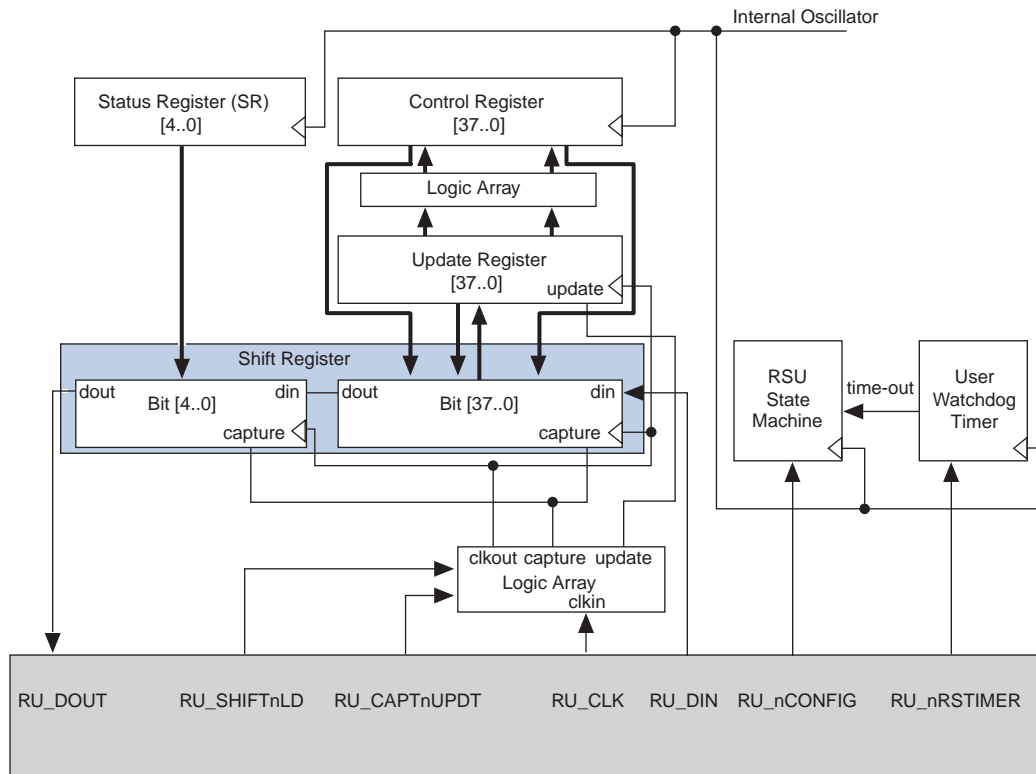 Internal Oscillator
Status Register (SR)
[4..0]
Control Register
[37..0]
Logic Array
Update Register
[37..0]
update
Shift Register
dout
din
Bit [4..0]
capture
dout
din
Bit [37..0]
capture
RSU
State
Machine
time-out
User
Watchdog
Timer
clkout capture update
Logic Array
clkin
RU_DOUT
RU_SHIFTnLD
RU_CAPTnUPDT
RU_CLK
RU_DIN
RU_nCONFIG
RU_nRSTIMER